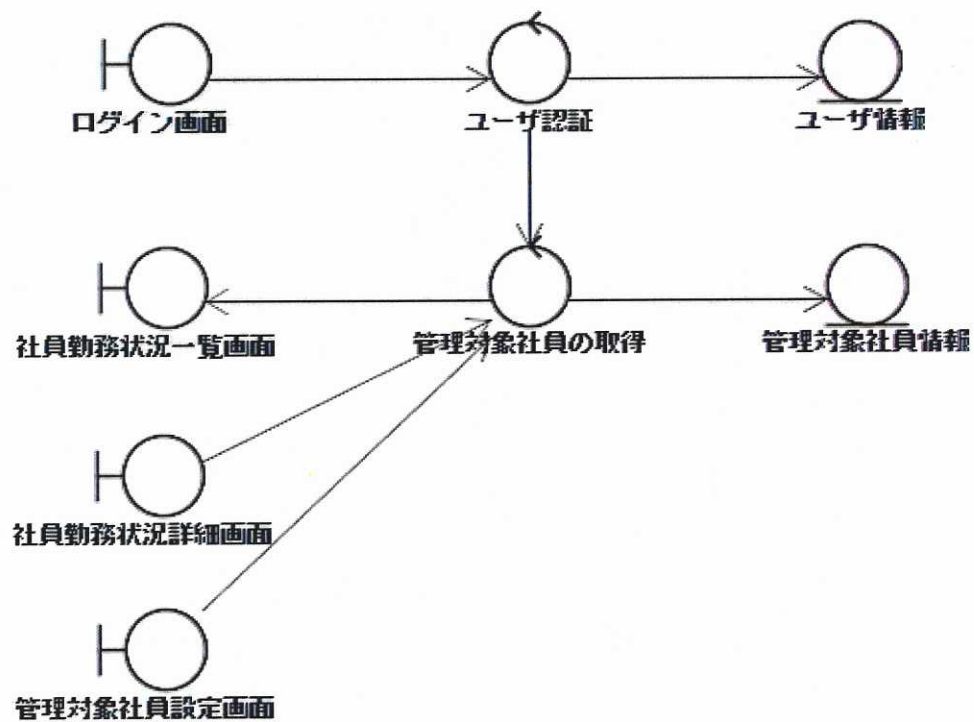 ログイン画面
ユーザ認証
ユーザ情報
社員勤務状況一覧画面
管理対象社員の取得
管理対象社員情報
社員勤務状況詳細画面
管理対象社員設定画面